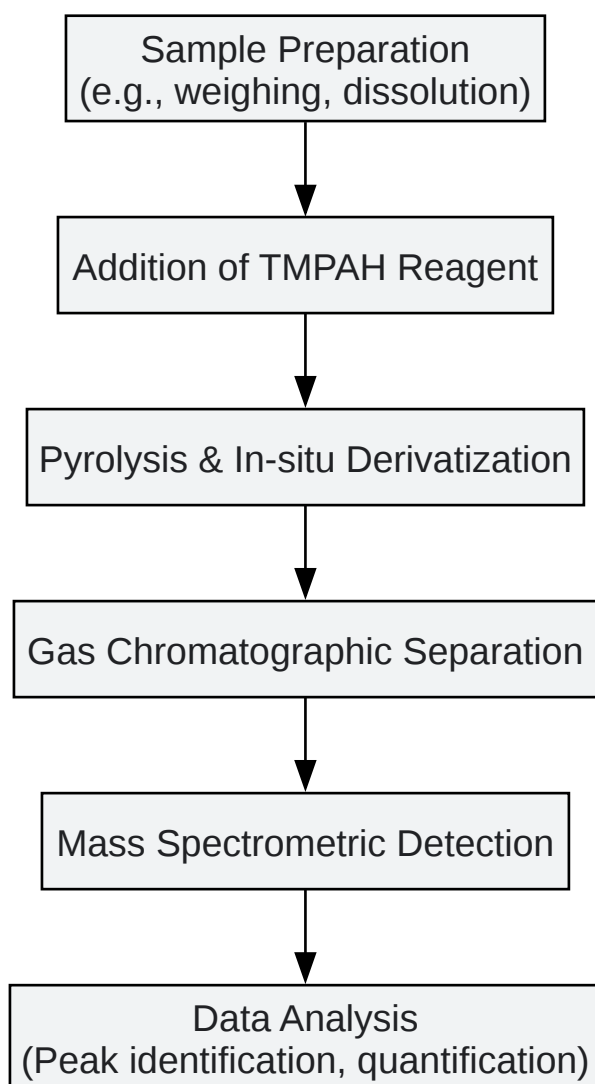 Sample Preparation
(e.g., weighing, dissolution)
Addition of TMPAH Reagent
Pyrolysis & In-situ Derivatization
Gas Chromatographic Separation
Mass Spectrometric Detection
Data Analysis
(Peak identification, quantification)